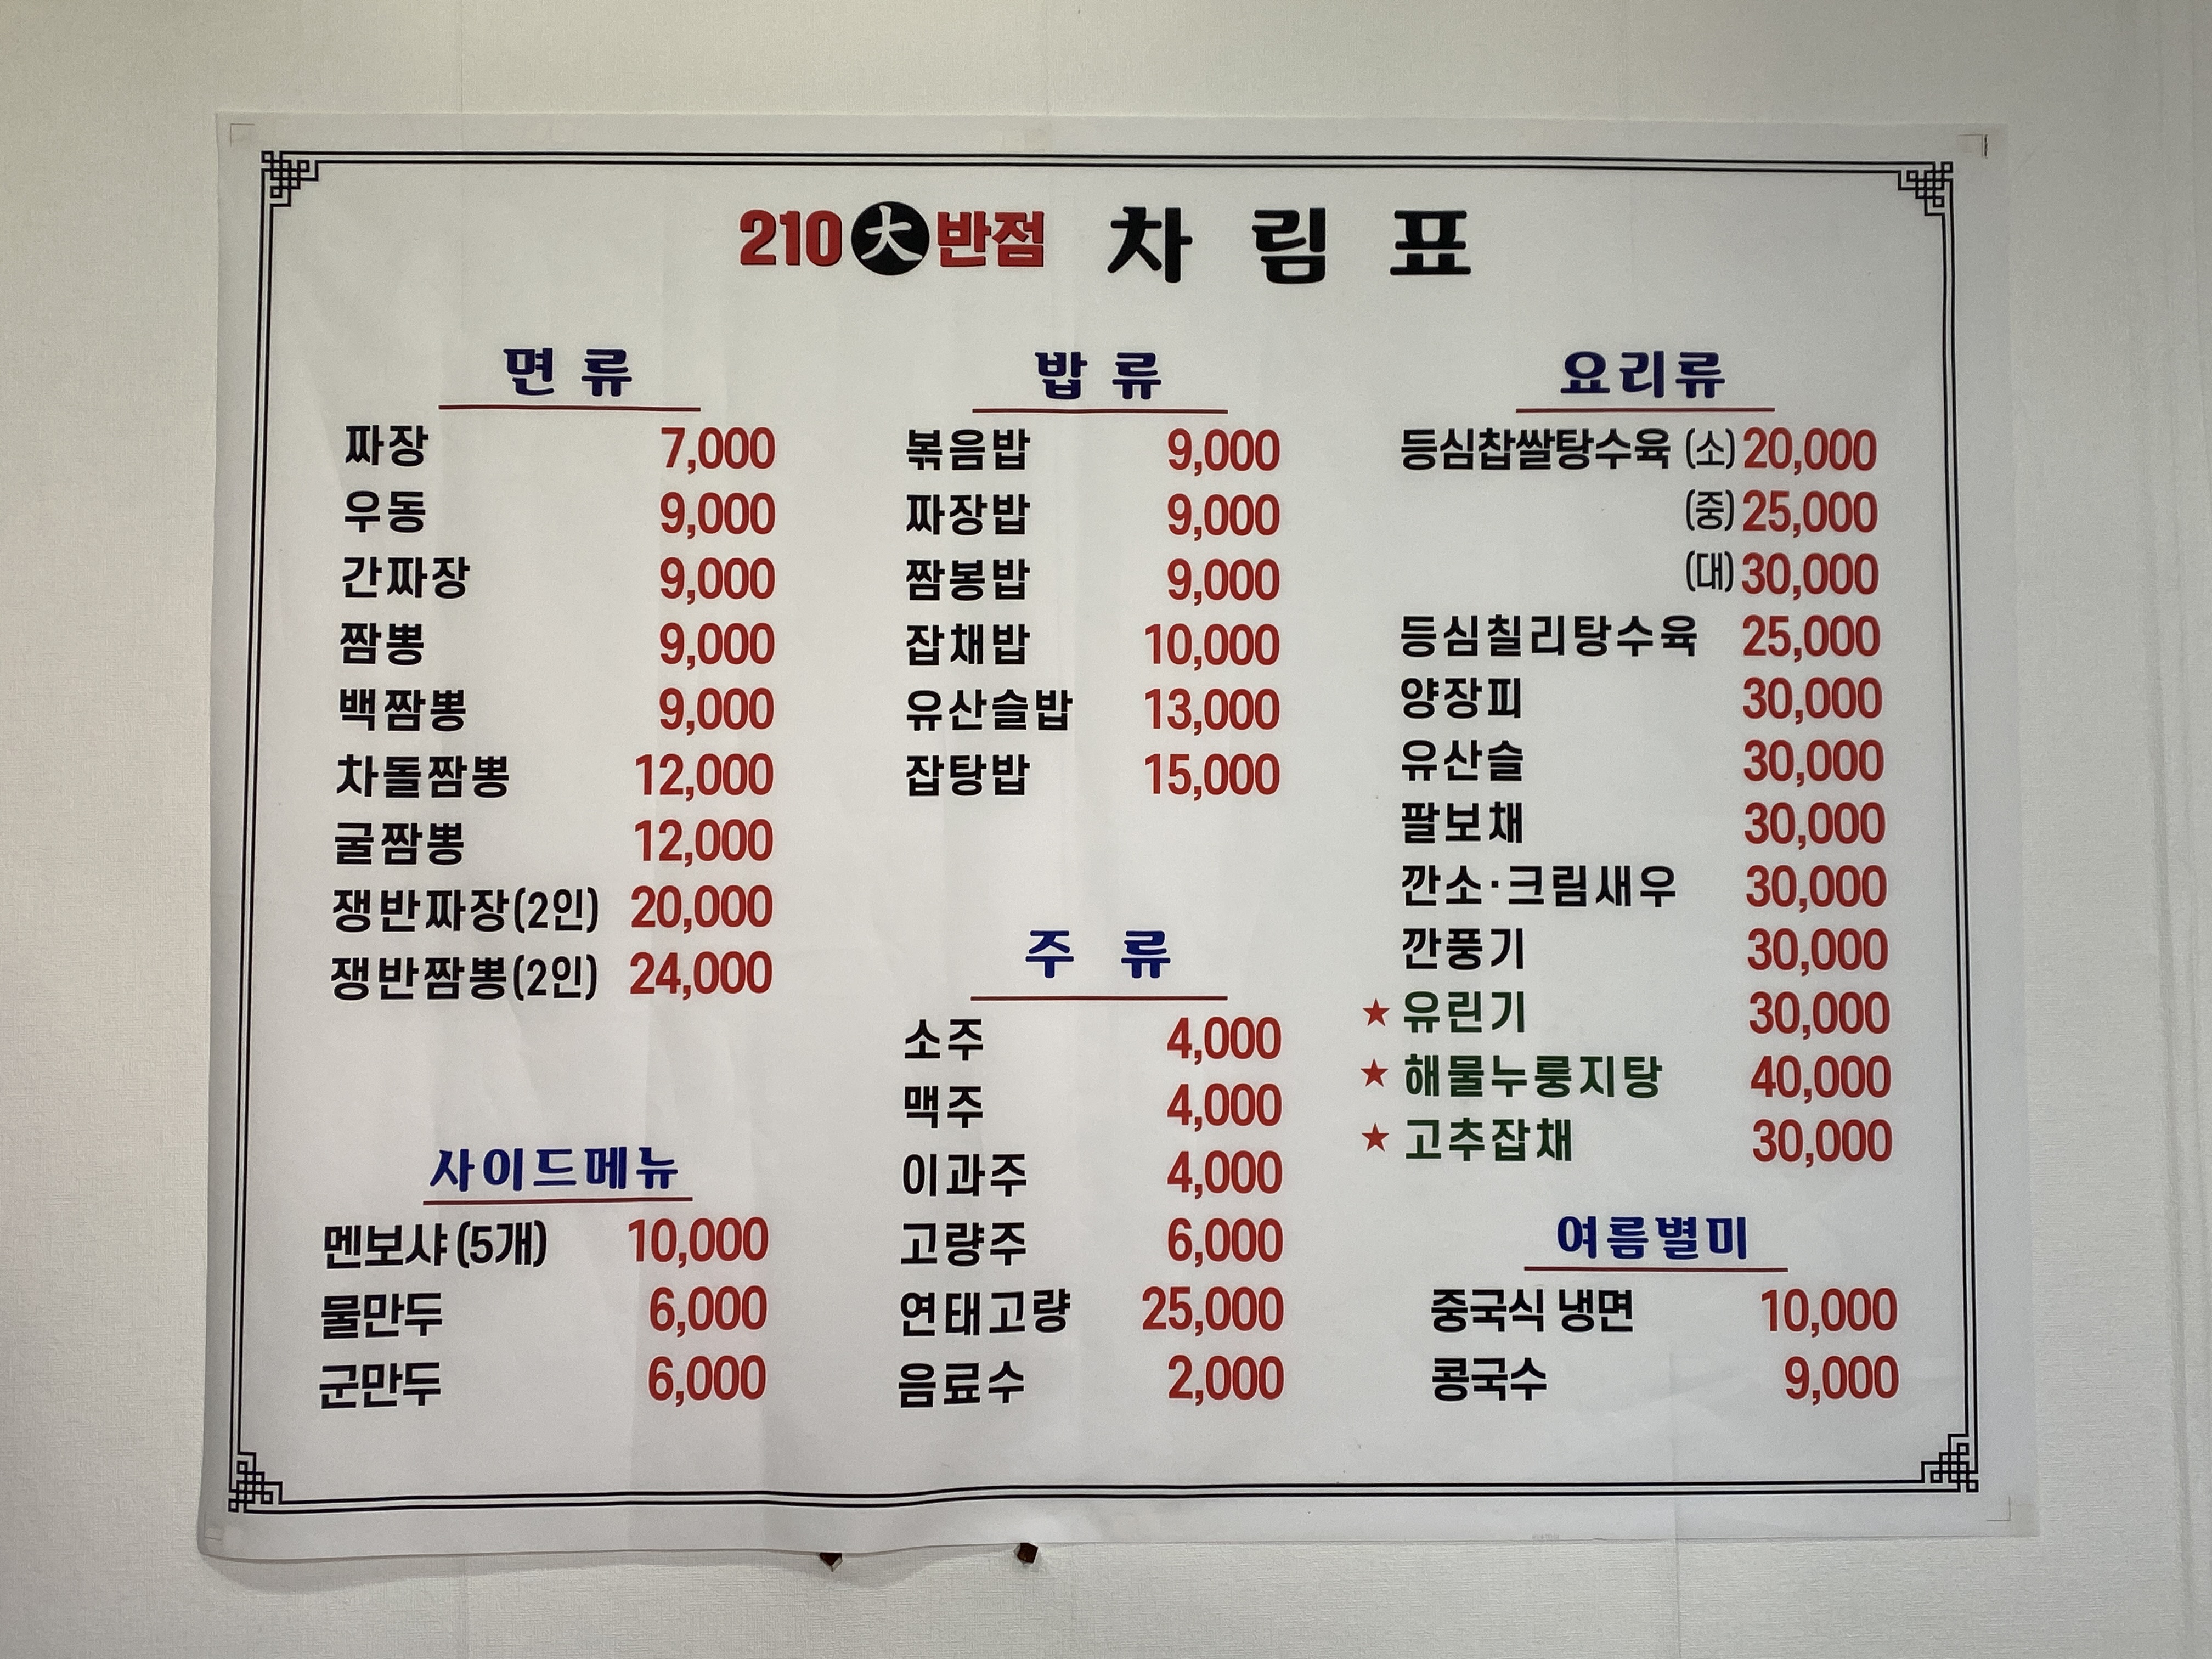 210大반점 차림표
면류
짜장 7,000
우동 9,000
간짜장 9,000
짬뽕 9,000
백짬뽕 9,000
차돌짬뽕 12,000
굴짬뽕 12,000
쟁반짜장(2인) 20,000
쟁반짬뽕(2인) 24,000
사이드메뉴
멘보샤 (5개) 10,000
물만두 6,000
군만두 6,000
밥류
볶음밥 9,000
짜장밥 9,000
짬봉밥 9,000
잡채밥 10,000
유산슬밥 13,000
잡탕밥 15,000
주류
소주 4,000
맥주 4,000
이과주 4,000
고량주 6,000
연태고량 25,000
음료수 2,000
요리류
등심찹쌀탕수육 (소) 20,000
(중) 25,000
(대) 30,000
등심칠리탕수육 25,000
양장피 30,000
유산슬 30,000
팔보채 30,000
깐소·크림새우 30,000
깐풍기 30,000
★ 유린기 30,000
★ 해물누룽지탕 40,000
★ 고추잡채 30,000
여름별미
중국식 냉면 10,000
콩국수 9,000